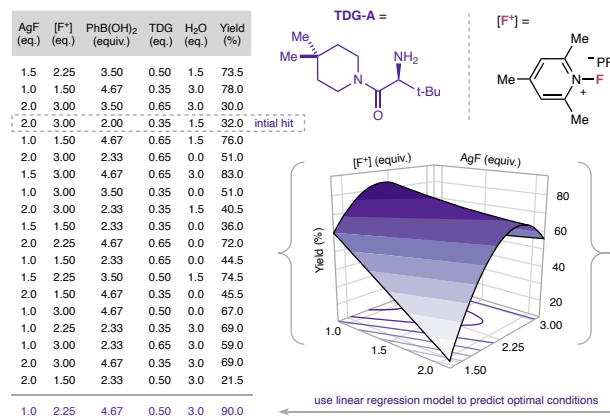 AgF [F⁺] PhB(OH)₂ TDG H₂O Yield
(eq.) (eq.) (equiv.) (eq.) (eq.) (%)
1.5 2.25 3.50 0.50 1.5 73.5
1.0 1.50 4.67 0.35 3.0 78.0
2.0 3.00 3.50 0.65 3.0 30.0
2.0 3.00 2.00 0.35 1.5 32.0 intial hit
1.0 1.50 4.67 0.65 1.5 76.0
2.0 3.00 2.33 0.65 0.0 51.0
1.5 3.00 4.67 0.65 3.0 83.0
1.0 3.00 3.50 0.35 0.0 51.0
2.0 3.00 2.33 0.35 1.5 40.5
1.5 1.50 2.33 0.35 0.0 36.0
2.0 2.25 4.67 0.65 0.0 72.0
1.0 1.50 2.33 0.65 0.0 44.5
1.5 2.25 3.50 0.50 1.5 74.5
2.0 1.50 4.67 0.35 0.0 45.5
1.0 3.00 4.67 0.50 0.0 67.0
1.0 2.25 2.33 0.35 3.0 69.0
1.0 3.00 2.33 0.65 3.0 59.0
2.0 3.00 4.67 0.35 3.0 69.0
2.0 1.50 2.33 0.50 3.0 21.5
1.0 2.25 4.67 0.50 3.0 90.0
TDG-A =
Me
Me
NH₂
N
t-Bu
O
[F⁺] =
Me
⁻PF
Me
N
F
+
Me
[F⁺] (equiv.)
AgF (equiv.)
Yield (%)
80
60
40
20
1.0
1.5
2.0
3.00
2.25
1.50
use linear regression model to predict optimal conditions